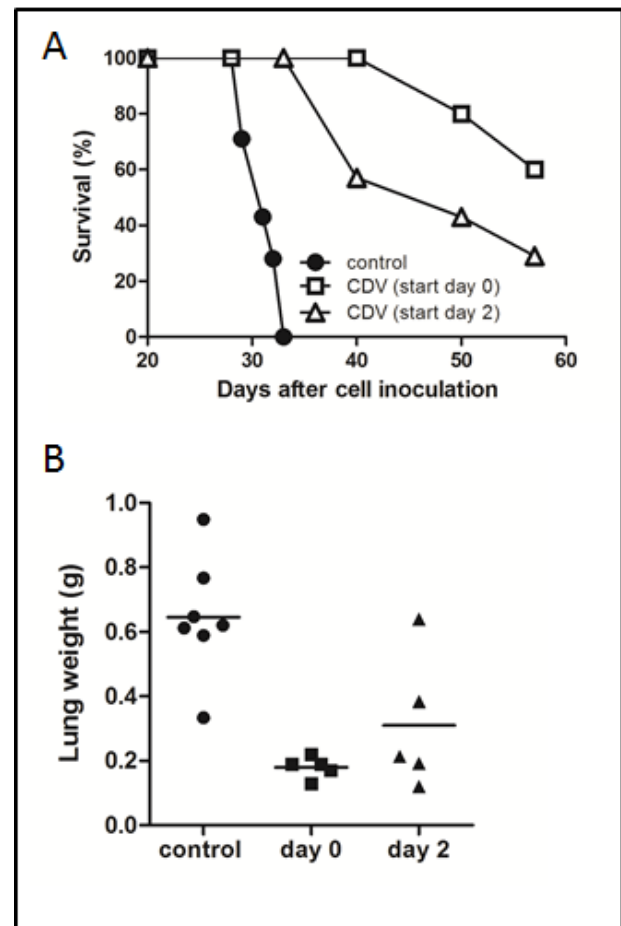 A
Survival (%)
100
80
60
40
20
0
control
CDV (start day 0)
CDV (start day 2)
20 30 40 50 60
Days after cell inoculation
B
Lung weight (g)
1.0
0.8
0.6
0.4
0.2
0.0
control day 0 day 2